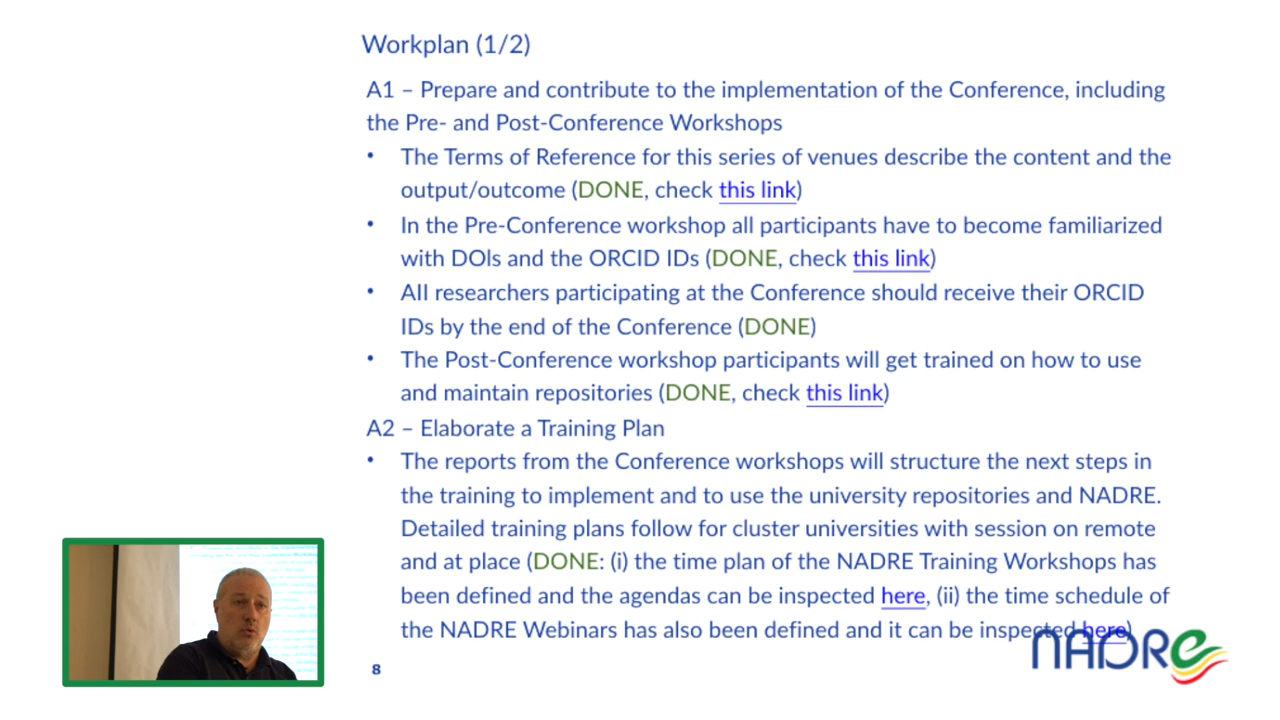 Workplan (1/2)
A1 – Prepare and contribute to the implementation of the Conference, including
the Pre- and Post-Conference Workshops
• The Terms of Reference for this series of venues describe the content and the
output/outcome (DONE, check this link)
• In the Pre-Conference workshop all participants have to become familiarized
with DOIs and the ORCID IDs (DONE, check this link)
• All researchers participating at the Conference should receive their ORCID
IDs by the end of the Conference (DONE)
• The Post-Conference workshop participants will get trained on how to use
and maintain repositories (DONE, check this link)
A2 – Elaborate a Training Plan
• The reports from the Conference workshops will structure the next steps in
the training to implement and to use the university repositories and NADRE.
Detailed training plans follow for cluster universities with session on remote
and at place (DONE: (i) the time plan of the NADRE Training Workshops has
been defined and the agendas can be inspected here, (ii) the time schedule of
the NADRE Webinars has also been defined and it can be inspected here)
NADRe
8